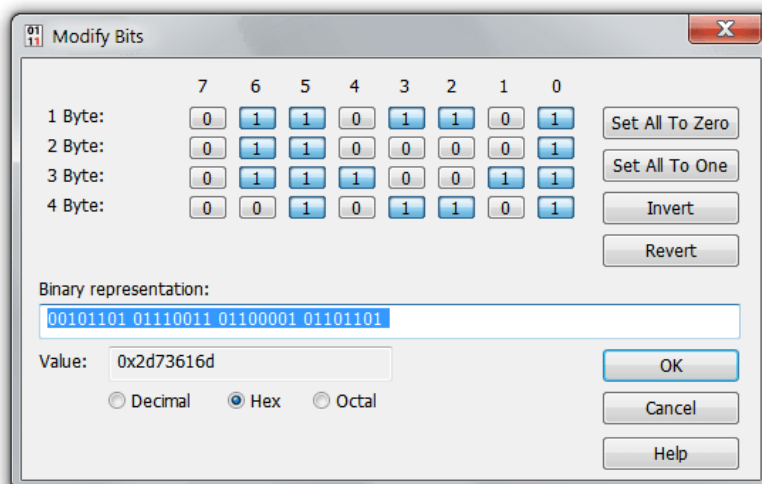 01
11
Modify Bits
X
7 6 5 4 3 2 1 0
1 Byte: 0 1 1 0 1 1 0 1
2 Byte: 0 1 1 0 0 0 0 1
3 Byte: 0 1 1 1 0 0 1 1
4 Byte: 0 0 1 0 1 1 0 1
Set All To Zero
Set All To One
Invert
Revert
Binary representation:
00101101 01110011 01100001 01101101
Value: 0x2d73616d
Decimal Hex Octal
OK
Cancel
Help